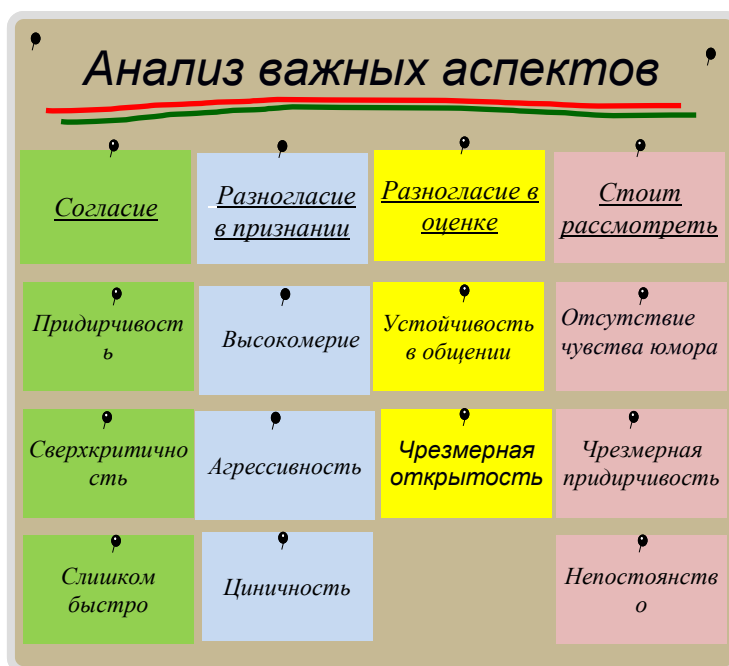 Анализ важных аспектов
Согласие
Разногласие
в признании
Разногласие в
оценке
Стоит
рассмотреть
Придирчивост
ь
Высокомерие
Устойчивость
в общении
Отсутствие
чувства юмора
Сверхкритично
сть
Агрессивность
Чрезмерная
открытость
Чрезмерная
придирчивость
Слишком
быстро
Циничность
Непостоянств
о